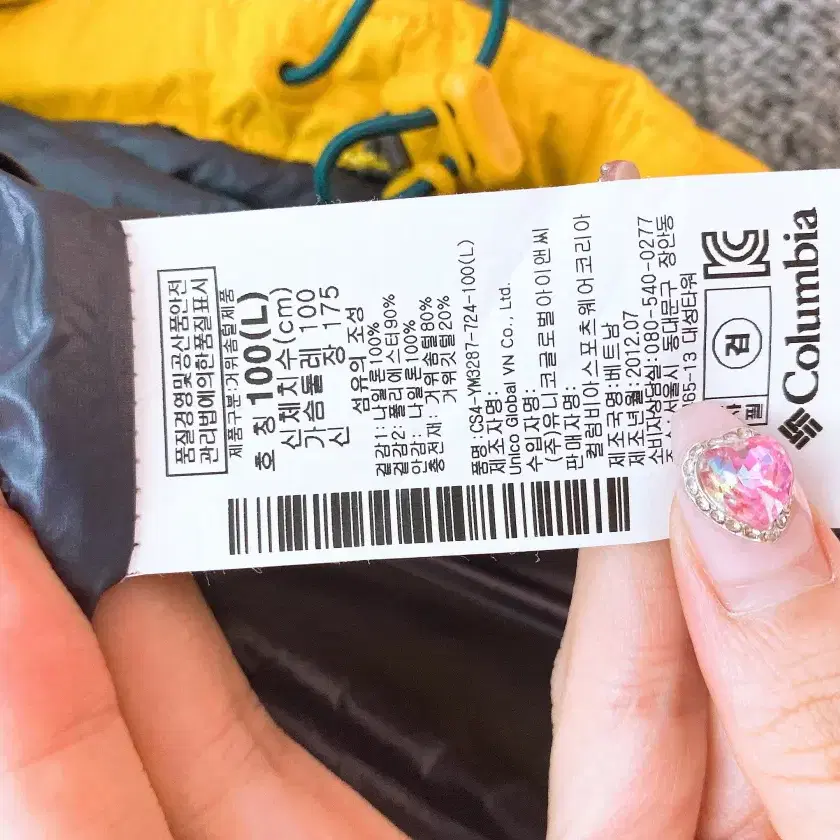 품질경영및 공산품안전
관리법에의한품질표시
제품구분:거위솜털제품
호 칭 100(L)
신체치수(cm)
가슴둘레 100
신 장 175
섬유의 조성
겉감1: 나일론100%
겉감2: 폴리에스터90%
안감: 나일론100%
충전재: 거위솜털80%
거위깃털20%
품명:CS4-YM3287-724-100(L)
제조자명:
Unico Global VN Co., Ltd.
수입자명:
(주)유니코글로벌아이앤씨
판매자명:
컬럼비아스포츠웨어코리아
제조국명:베트남
제조년월:2012.07
소비자상담실:080-540-0277
서울시 동대문구 장안동
65-13 대성타워
검
필
Columbia